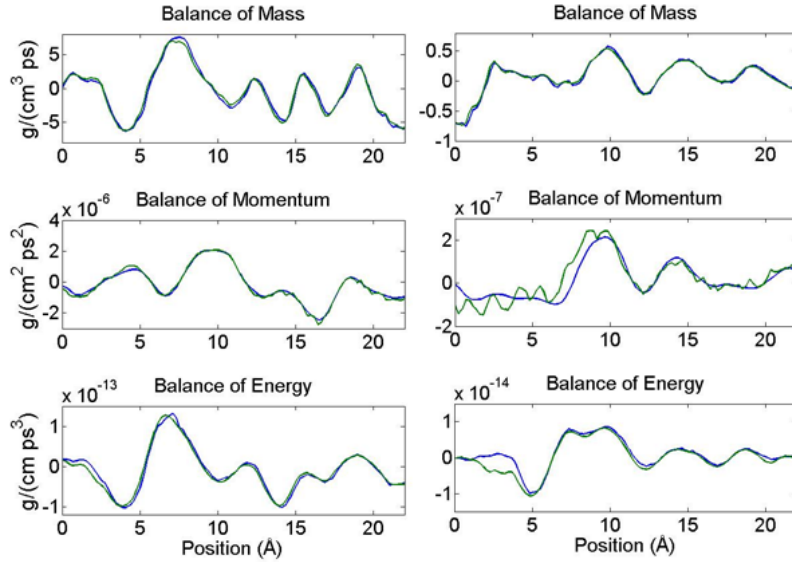 Balance of Mass
g/(cm³ ps)
5
0
-5
0 5 10 15 20
Balance of Mass
0.5
0
-0.5
-1
0 5 10 15 20
x 10⁻⁶ Balance of Momentum
g/(cm² ps²)
4
2
0
-2
0 5 10 15 20
x 10⁻⁷ Balance of Momentum
2
0
-2
0 5 10 15 20
x 10⁻¹³ Balance of Energy
g/(cm ps³)
1
0
-1
0 5 10 15 20
Position (Å)
x 10⁻¹⁴ Balance of Energy
1
0
-1
0 5 10 15 20
Position (Å)